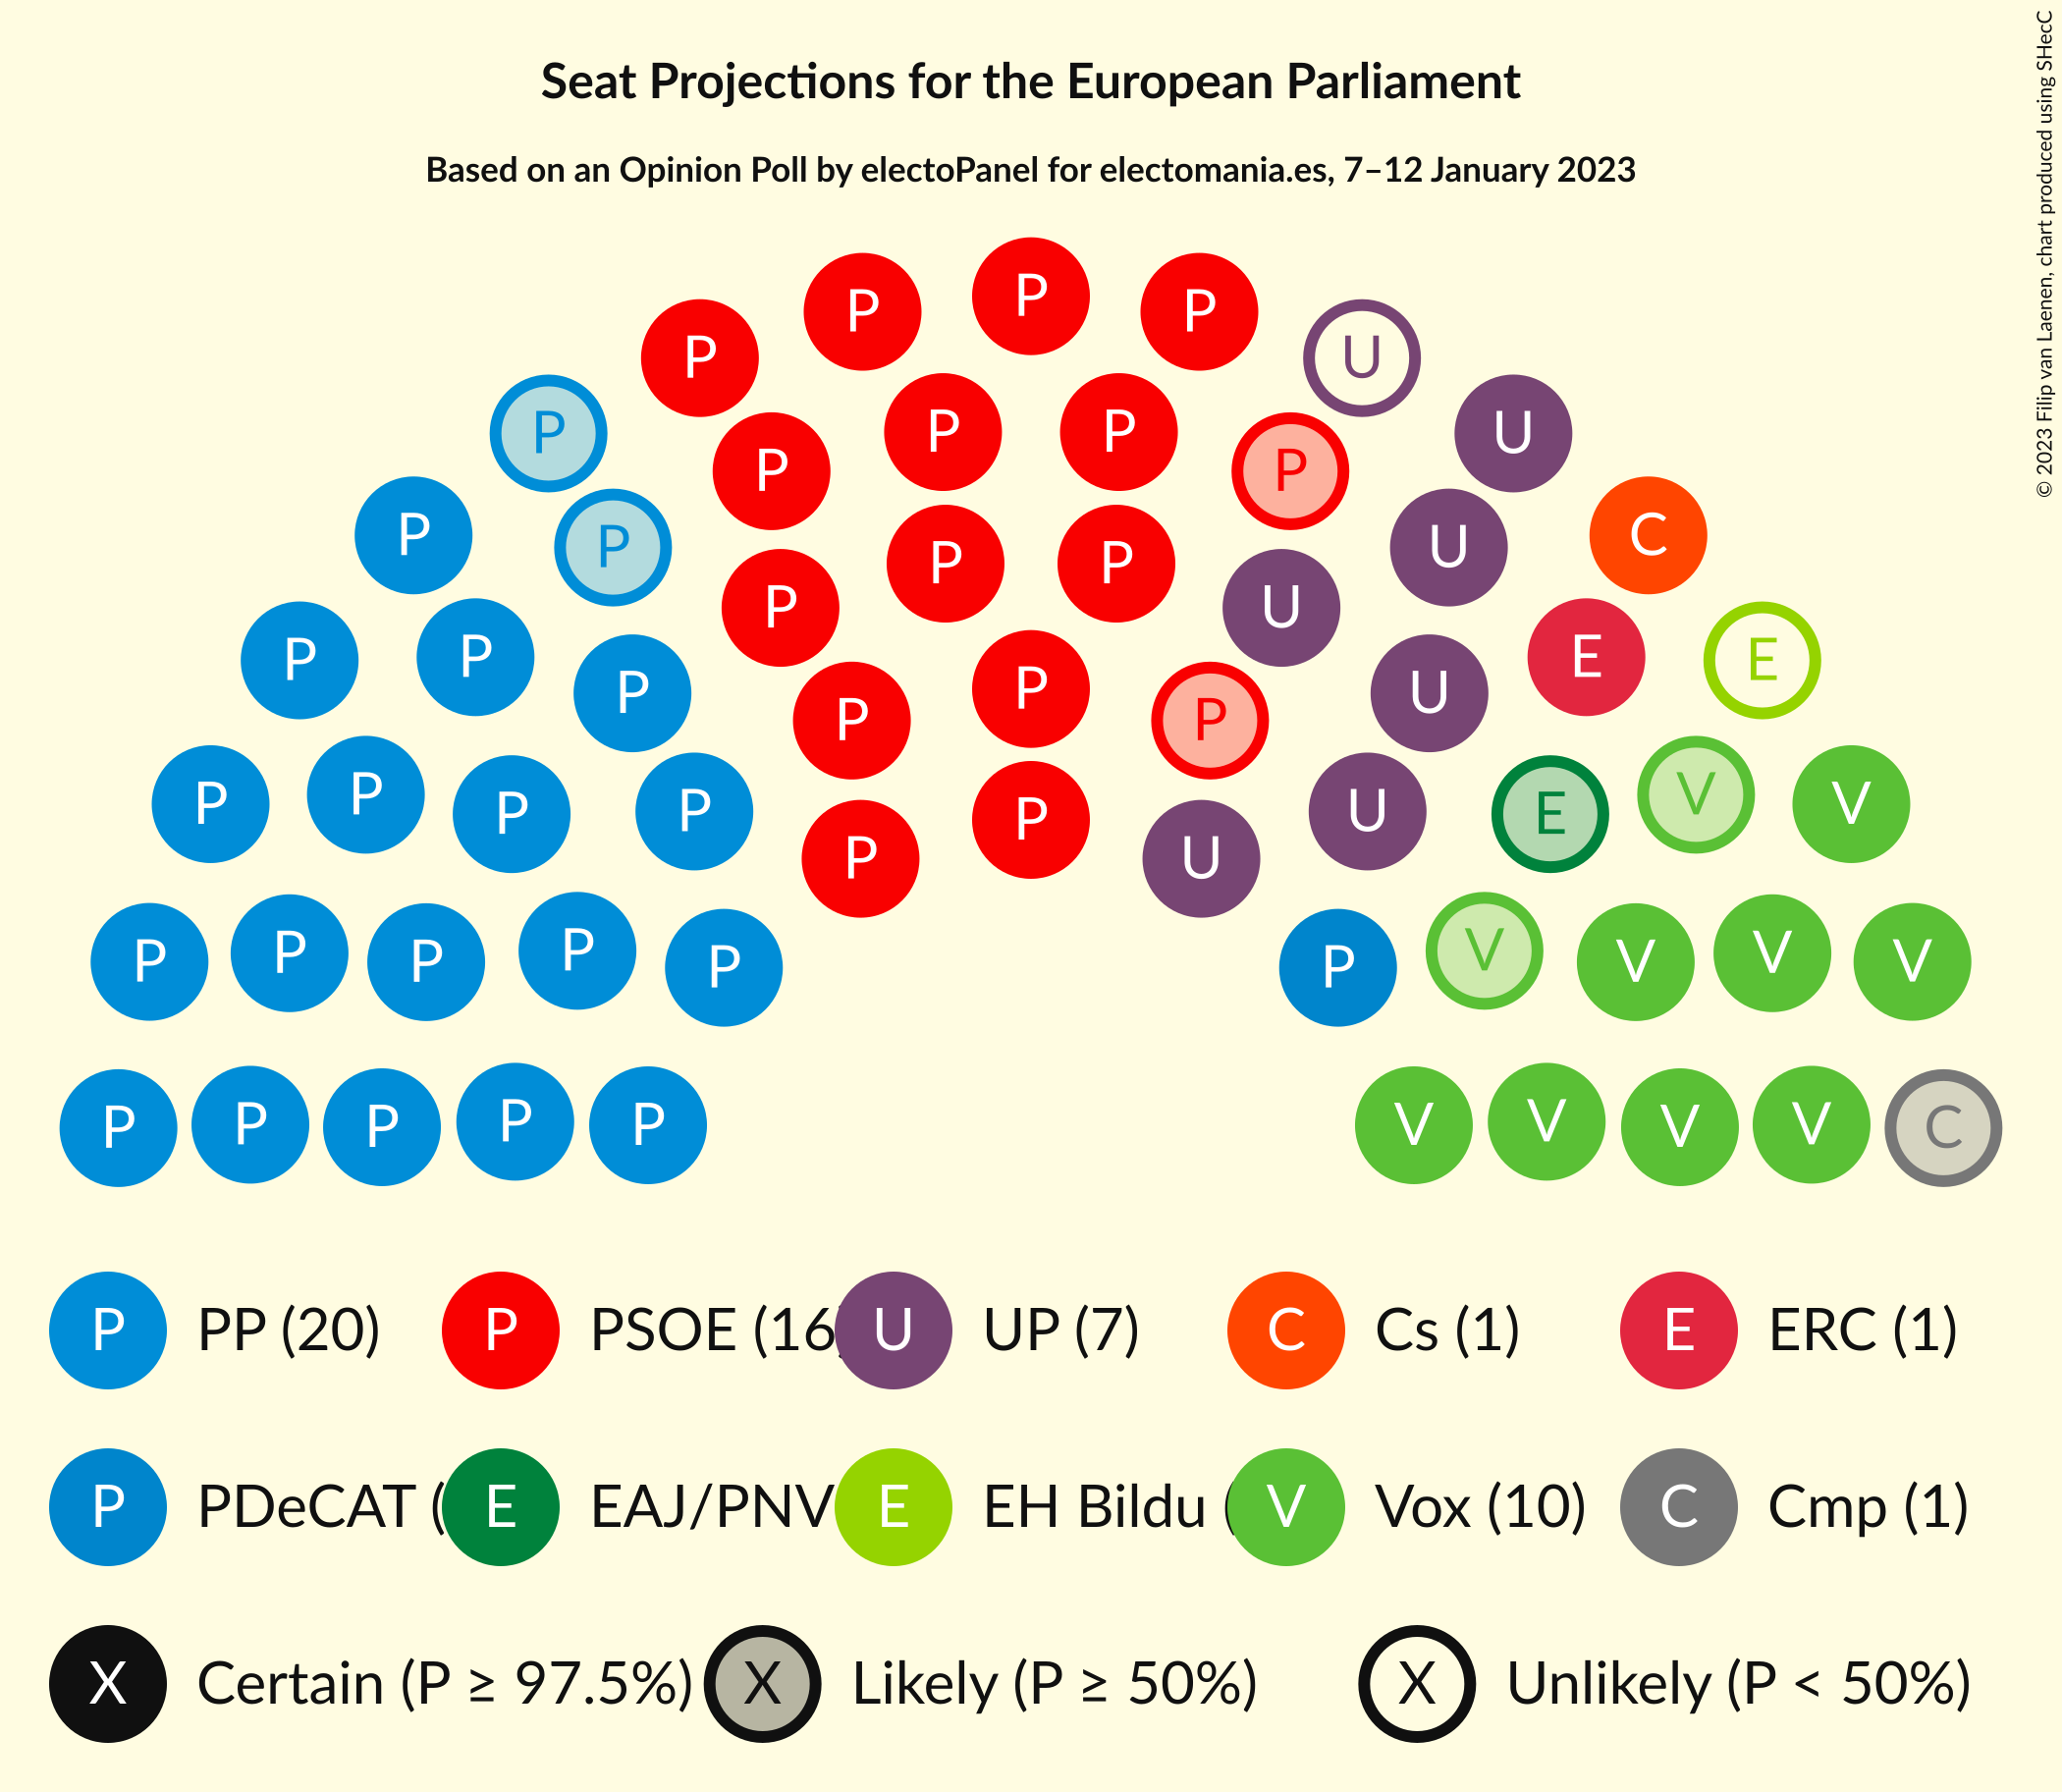 Seat Projections for the European Parliament
Based on an Opinion Poll by electoPanel for electomania.es, 7–12 January 2023
© 2023 Filip van Laenen, chart produced using SHecC
P P P
P P U
P P P P U
P P P C
P P P U U
P P U E E
P P U
P P P P
P P P P U E V V
P P U
P P P P P P V V V V
P P P P P V V V V C
P PP (20) P PSOE (16 U UP (7) C Cs (1) E ERC (1)
P PDeCAT ( E EAJ/PNV E EH Bildu ( V Vox (10) C Cmp (1)
X Certain (P ≥ 97.5%) X Likely (P ≥ 50%) X Unlikely (P < 50%)